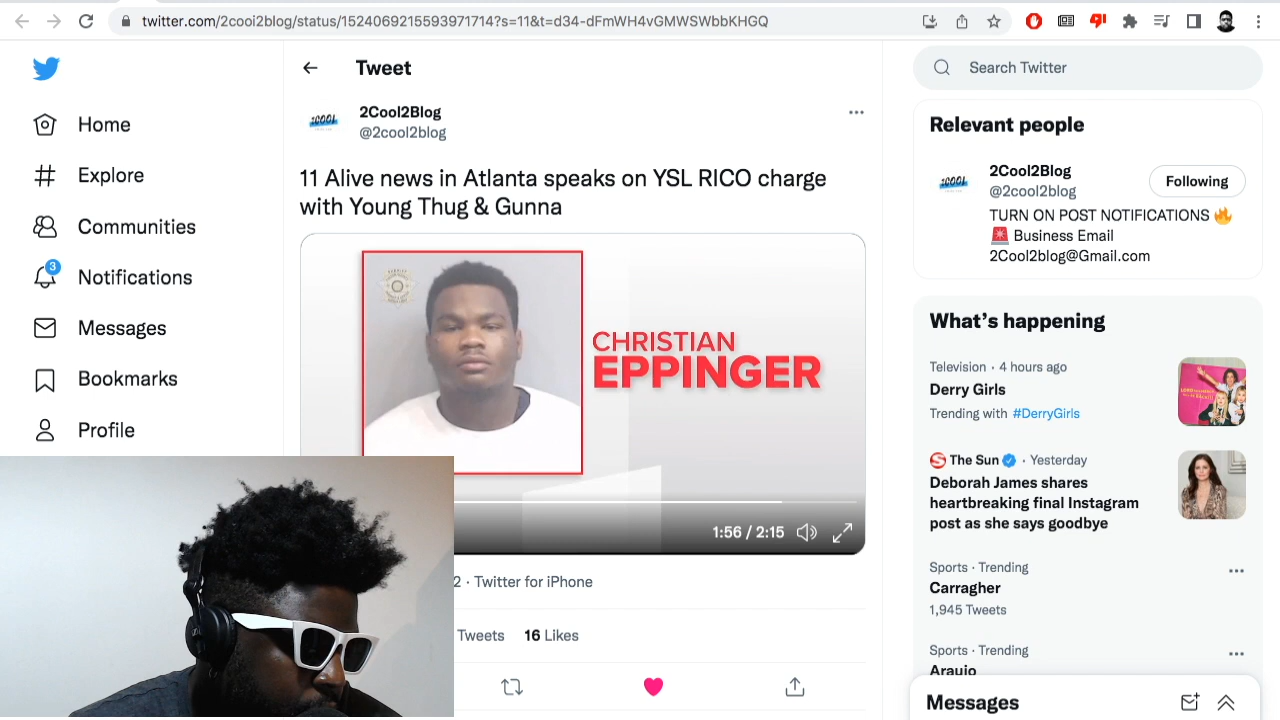 twitter.com/2cooi2blog/status/1524069215593971714?s=11&t=d34-dFmWH4vGMWSWbbKHGQ
Home
Explore
Communities
3
Notifications
Messages
Bookmarks
Profile
Tweet
2Cool2Blog
@2cool2blog
11 Alive news in Atlanta speaks on YSL RICO charge
with Young Thug & Gunna
CHRISTIAN
EPPINGER
1:56 / 2:15
2 · Twitter for iPhone
Tweets 16 Likes
Search Twitter
Relevant people
2Cool2Blog
@2cool2blog
Following
TURN ON POST NOTIFICATIONS 🔥
🚨 Business Email
2Cool2blog@Gmail.com
What's happening
Television · 4 hours ago
Derry Girls
Trending with #DerryGirls
The Sun · Yesterday
Deborah James shares
heartbreaking final Instagram
post as she says goodbye
Sports · Trending
Carragher
1,945 Tweets
Sports · Trending
Araujo
Messages